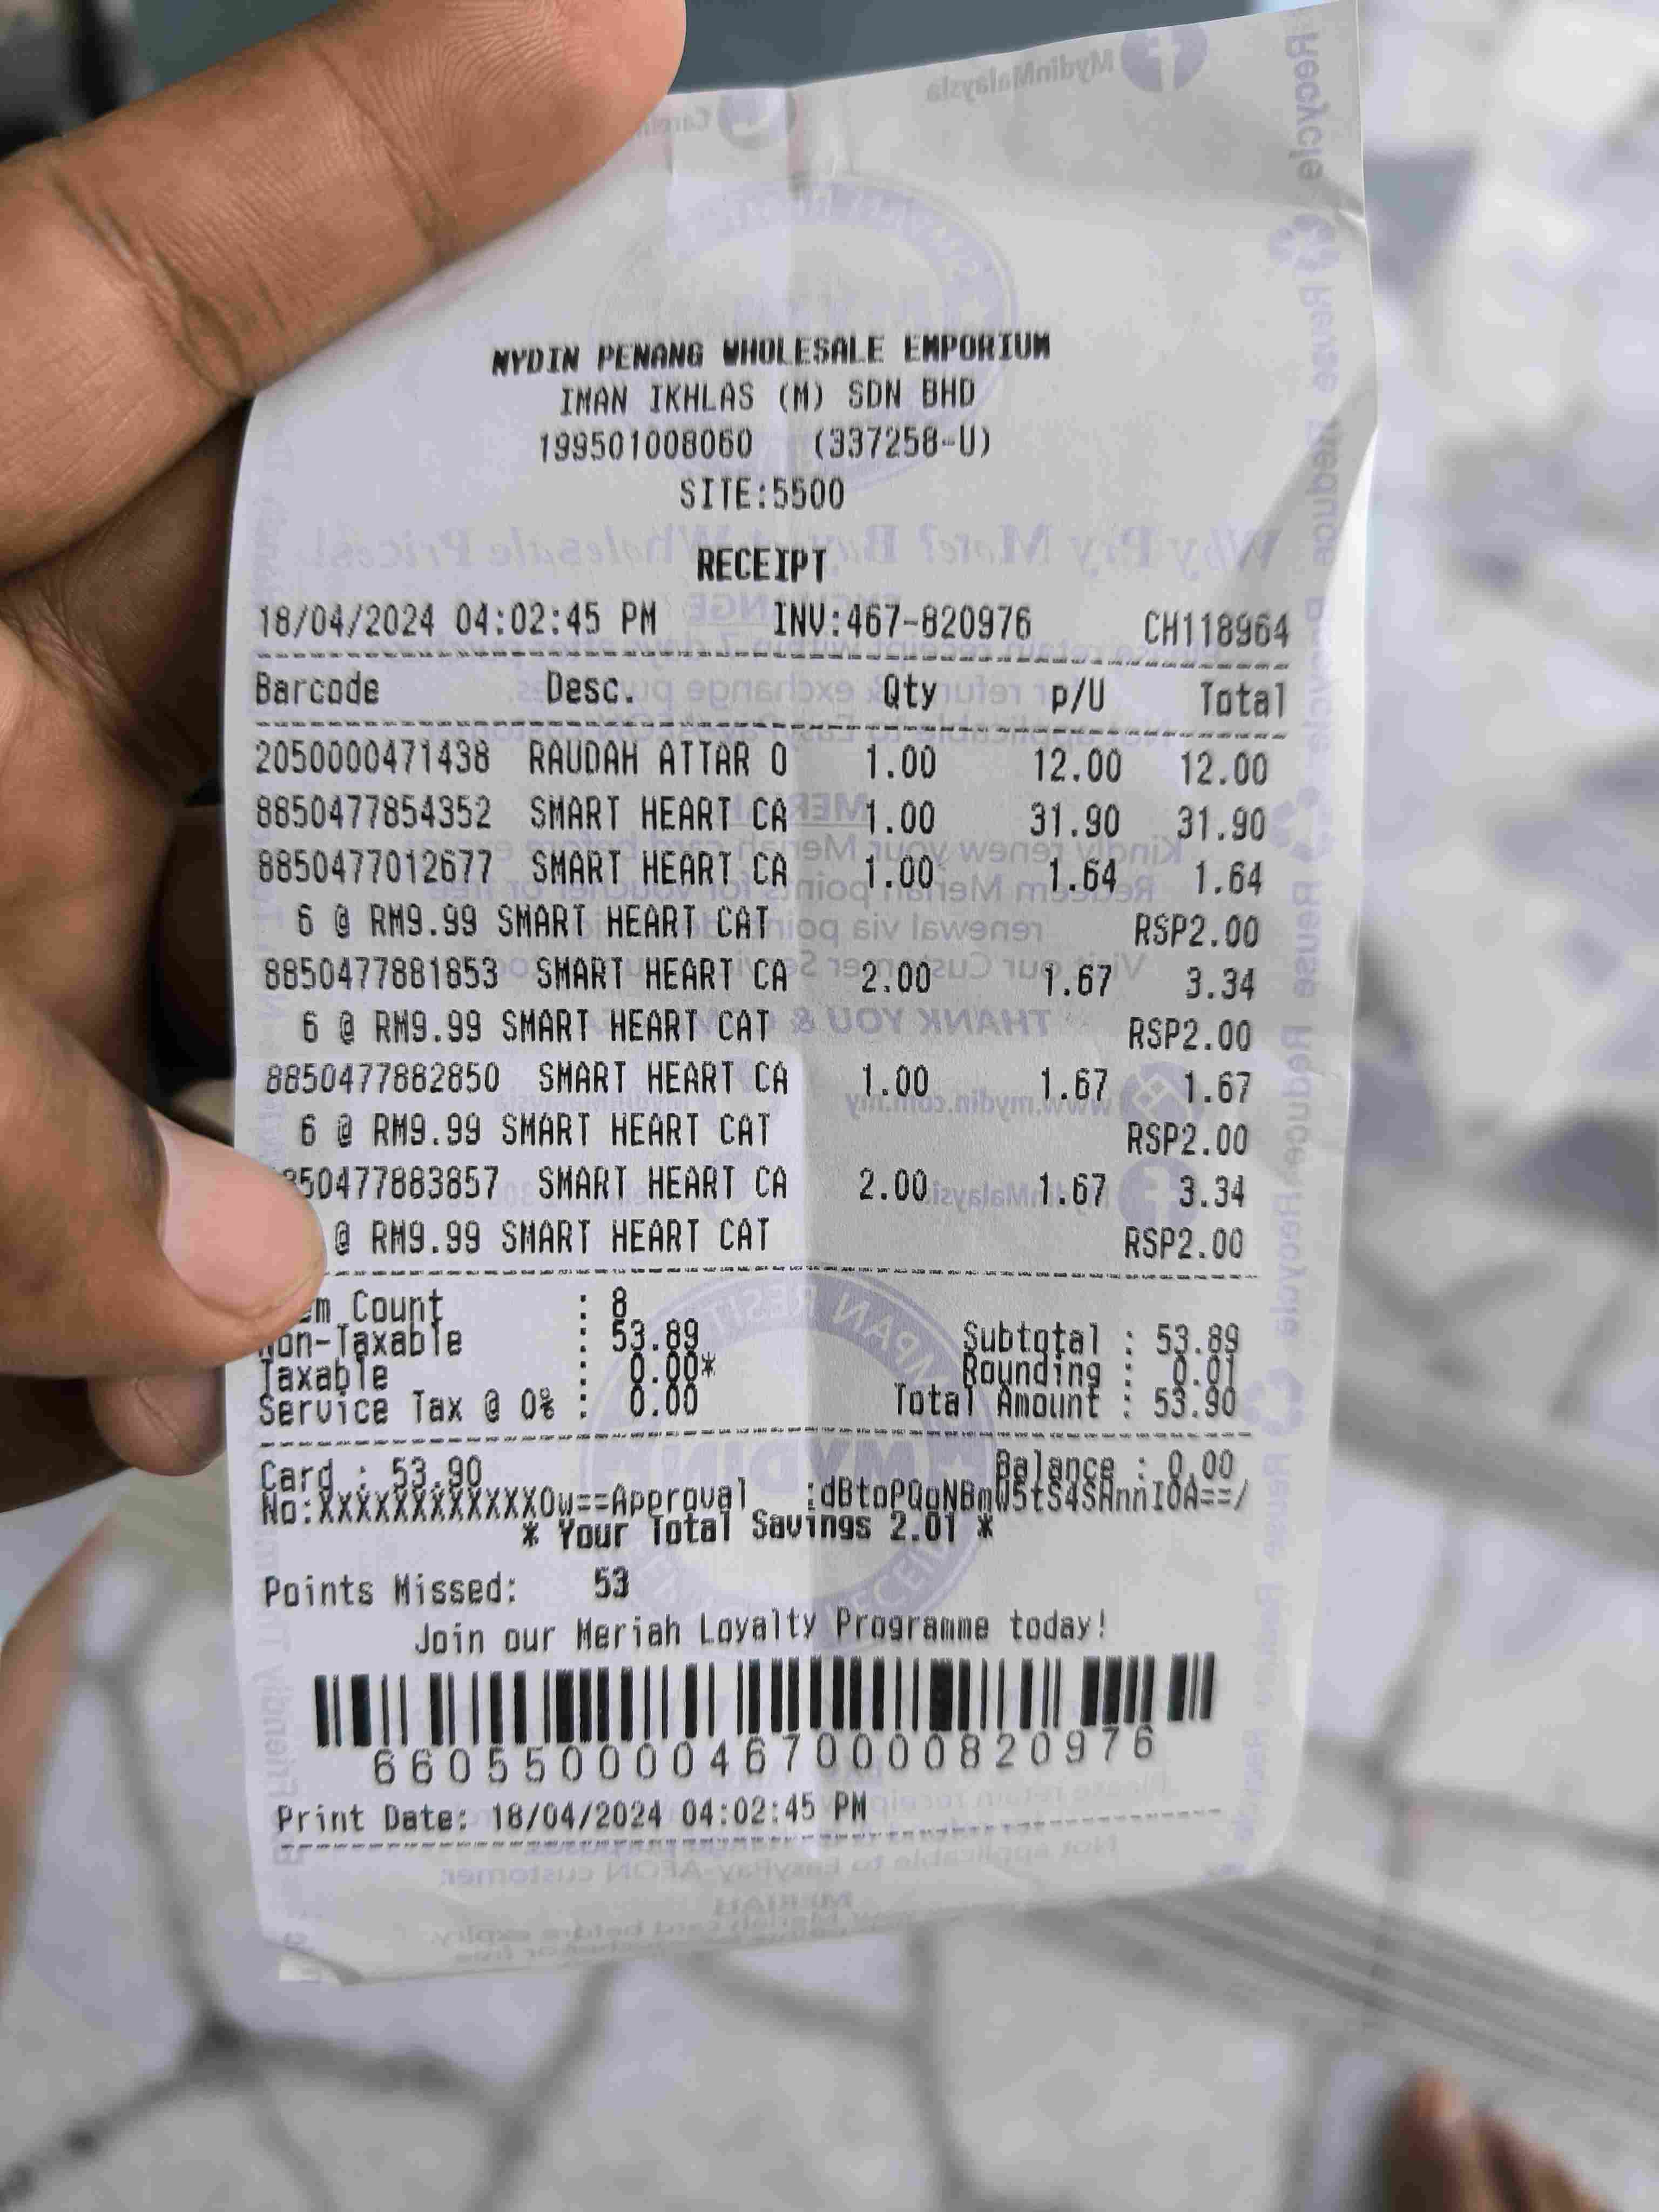 MydinMalaysia
MYDIN PENANG WHOLESALE EMPORIUM
IMAN IKHLAS (M) SDN BHD
199501008060 (337258-U)
SITE:5500
Why Pay More? Buy at Wholesale Prices!
RECEIPT
18/04/2024 04:02:45 PM INV:467-820976 CH118964
Barcode Desc. Qty p/U Total
2050000471438 RAUDAH ATTAR O 1.00 12.00 12.00
8850477854352 SMART HEART CA 1.00 31.90 31.90
8850477012677 SMART HEART CA 1.00 1.64 1.64
6 @ RM9.99 SMART HEART CAT RSP2.00
8850477881853 SMART HEART CA 2.00 1.67 3.34
6 @ RM9.99 SMART HEART CAT RSP2.00
8850477882850 SMART HEART CA 1.00 1.67 1.67
6 @ RM9.99 SMART HEART CAT RSP2.00
850477883857 SMART HEART CA 2.00 1.67 3.34
@ RM9.99 SMART HEART CAT RSP2.00
em Count : 8
Non-Taxable : 53.89 Subtotal : 53.89
Taxable : 0.00* Rounding : 0.01
Service Tax @ 0% : 0.00 Total Amount : 53.90
Card : 53.90 Balance : 0.00
No:XXXXXXXXXXXX0w==Approval
* Your Total Savings 2.01 *
Points Missed: 53
Join our Meriah Loyalty Programme today!
6605500004670000820976
Print Date: 18/04/2024 04:02:45 PM